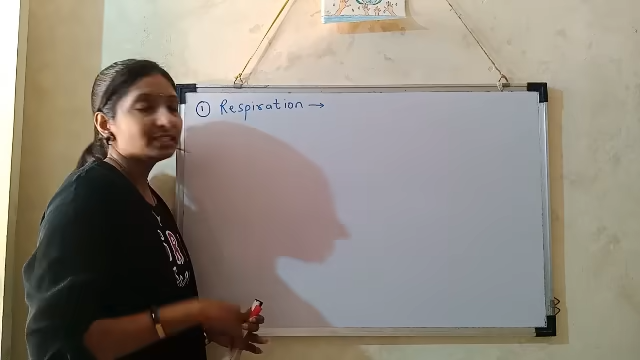 ① Respiration →